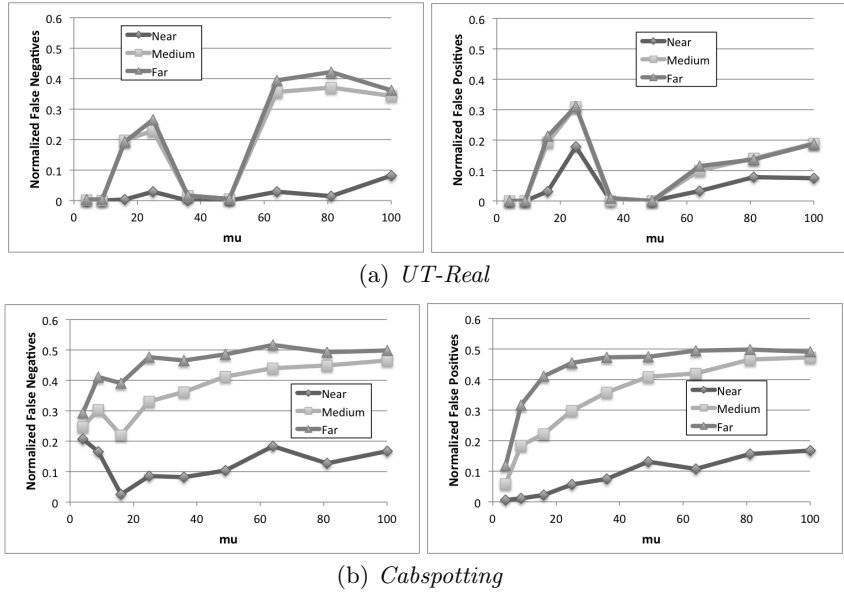 Normalized False Negatives
0.6
0.5
0.4
0.3
0.2
0.1
0
Near
Medium
Far
0 20 40 60 80 100
mu
Normalized False Positives
0.6
0.5
0.4
0.3
0.2
0.1
0
Near
Medium
Far
0 20 40 60 80 100
mu
(a) UT-Real
Normalized False Negatives
0.6
0.5
0.4
0.3
0.2
0.1
0
Near
Medium
Far
0 20 40 60 80 100
mu
Normalized False Positives
0.6
0.5
0.4
0.3
0.2
0.1
0
Near
Medium
Far
0 20 40 60 80 100
mu
(b) Cabspotting